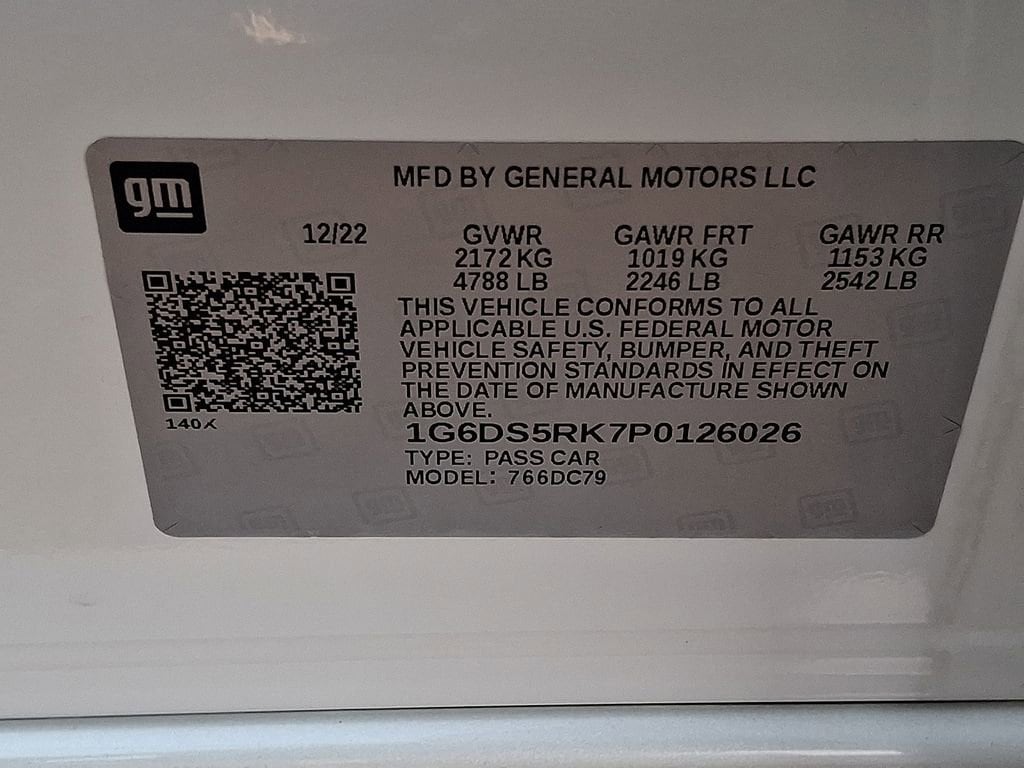 gm
MFD BY GENERAL MOTORS LLC
12/22 GVWR GAWR FRT GAWR RR
2172 KG 1019 KG 1153 KG
4788 LB 2246 LB 2542 LB
THIS VEHICLE CONFORMS TO ALL
APPLICABLE U.S. FEDERAL MOTOR
VEHICLE SAFETY, BUMPER, AND THEFT
PREVENTION STANDARDS IN EFFECT ON
THE DATE OF MANUFACTURE SHOWN
ABOVE.
140X
1G6DS5RK7P0126026
TYPE: PASS CAR
MODEL: 766DC79